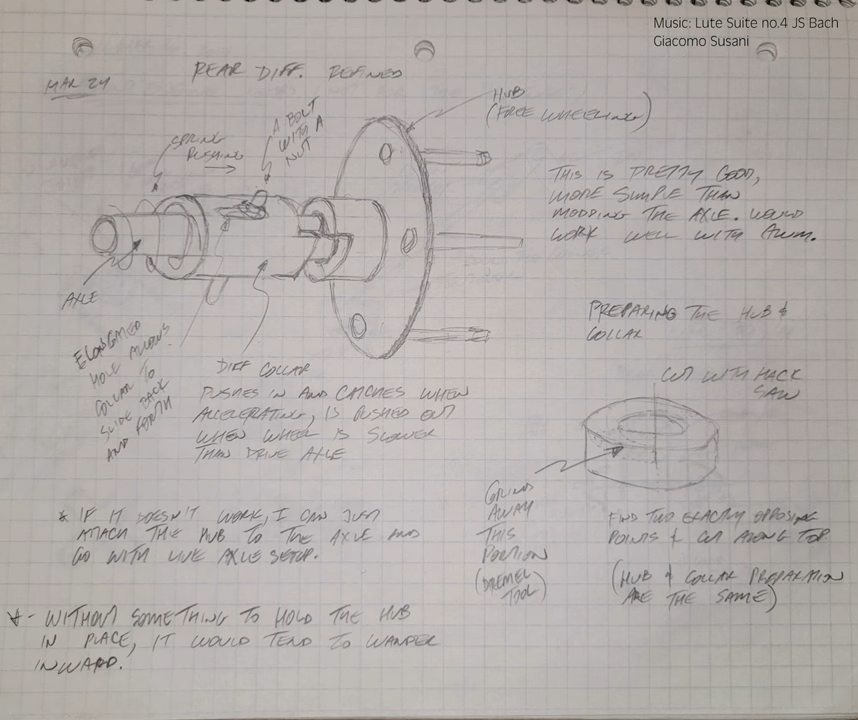 Music: Lute Suite no.4 JS Bach
Giacomo Susani
MAR 24
REAR DIFF. REFINED
SPRING
PUSHING
A BOLT
WITH
NUT A
HUB
(FREE WHEELING)
THIS IS PRETTY GOOD,
MORE SIMPLE THAN
MODDING THE AXLE. WOULD
WORK WELL WITH ALUM.
AXLE
ELONGATED
HOLE ALLOWS
COLLAR TO
SLIDE BACK
AND FORTH
DIFF COLLAR
PUSHES IN AND CATCHES WHEN
ACCELERATING, IS PUSHED OUT
WHEN WHEEL IS SLOWER
THAN DRIVE AXLE
PREPARING THE HUB &
COLLAR
CUT WITH HACK
SAW
GRIND
AWAY
THIS
PORTION
(DREMEL
TOOL)
FIND TWO EXACTLY OPPOSING
POINTS & CUT ALONG TOP
(HUB & COLLAR PREPARATION
ARE THE SAME)
* IF IT DOESN'T WORK, I CAN JUST
ATTACH THE HUB TO THE AXLE AND
GO WITH LIVE AXLE SETUP.
* - WITHOUT SOMETHING TO HOLD THE HUB
IN PLACE, IT WOULD TEND TO WANDER
INWARD.